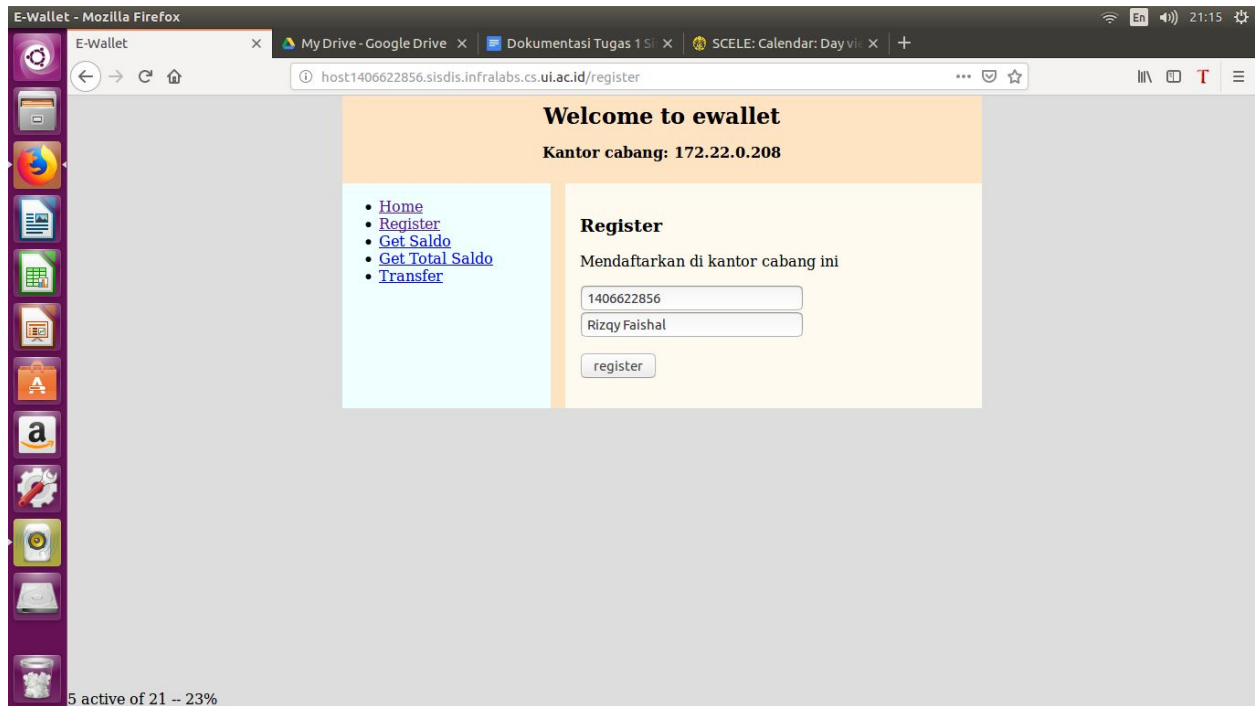 E-Wallet - Mozilla Firefox
En
21:15
E-Wallet
My Drive - Google Drive
Dokumentasi Tugas 1 Si
SCELE: Calendar: Day vie
host1406622856.sisdis.infralabs.cs.ui.ac.id/register
T
Welcome to ewallet
Kantor cabang: 172.22.0.208
Home
Register
Get Saldo
Get Total Saldo
Transfer
Register
Mendaftarkan di kantor cabang ini
1406622856
Rizqy Faishal
register
A
a
5 active of 21 -- 23%